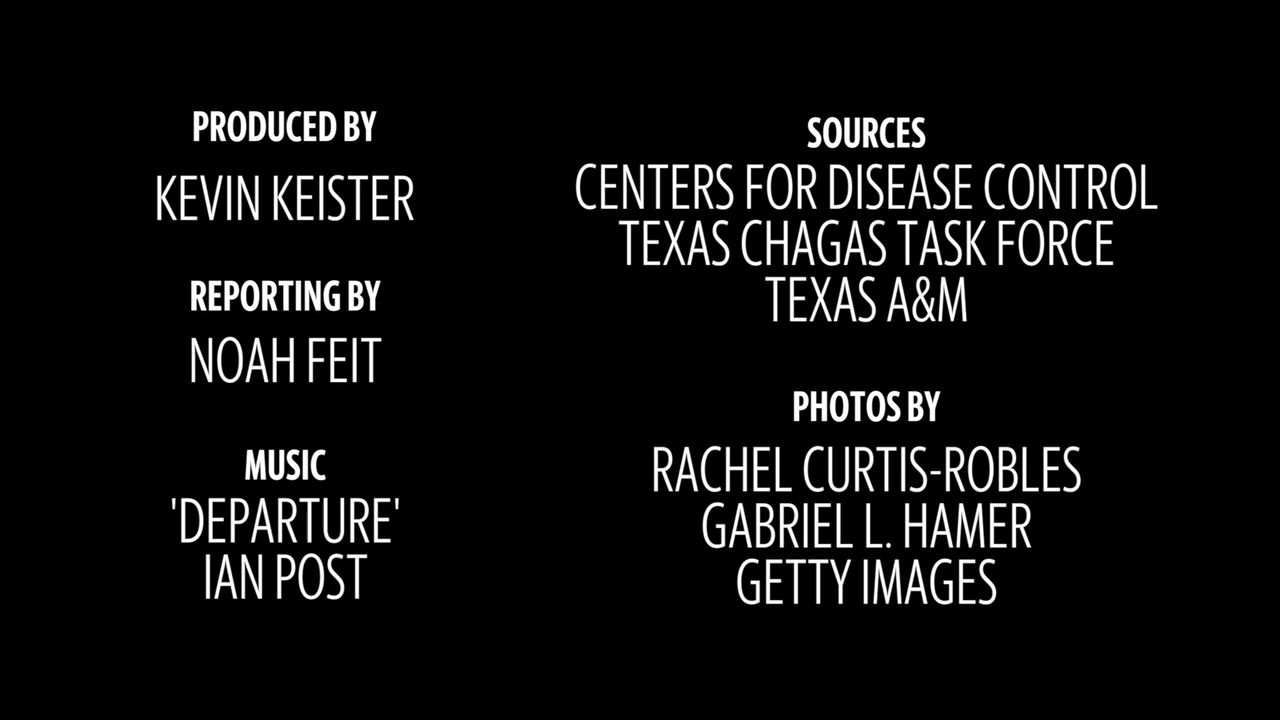 PRODUCED BY
KEVIN KEISTER
REPORTING BY
NOAH FEIT
MUSIC
'DEPARTURE'
IAN POST
SOURCES
CENTERS FOR DISEASE CONTROL
TEXAS CHAGAS TASK FORCE
TEXAS A&M
PHOTOS BY
RACHEL CURTIS-ROBLES
GABRIEL L. HAMER
GETTY IMAGES